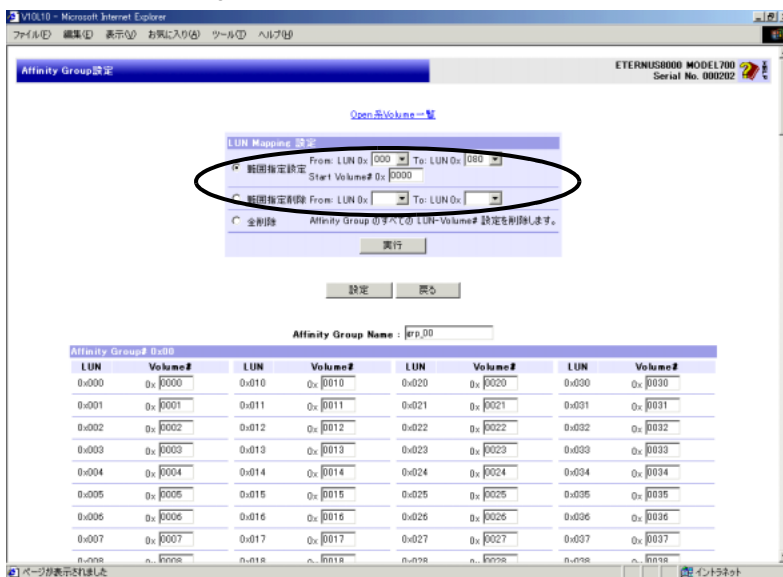 V10L10 - Microsoft Internet Explorer
ファイル(F) 編集(E) 表示(V) お気に入り(A) ツール(T) ヘルプ(H)
Affinity Group設定
ETERNUS8000 MODEL700
Serial No. 000202
Open系Volume一覧
LUN Mapping 設定
範囲指定設定 From: LUN 0x 000 To: LUN 0x 080
Start Volume# 0x 0000
範囲指定削除 From: LUN 0x To: LUN 0x
全削除 Affinity Group のすべての LUN-Volume# 設定を削除します。
実行
設定 戻る
Affinity Group Name : grp_00
Affinity Group# 0x00
LUN Volume# LUN Volume# LUN Volume# LUN Volume#
0x000 0x 0000 0x010 0x 0010 0x020 0x 0020 0x030 0x 0030
0x001 0x 0001 0x011 0x 0011 0x021 0x 0021 0x031 0x 0031
0x002 0x 0002 0x012 0x 0012 0x022 0x 0022 0x032 0x 0032
0x003 0x 0003 0x013 0x 0013 0x023 0x 0023 0x033 0x 0033
0x004 0x 0004 0x014 0x 0014 0x024 0x 0024 0x034 0x 0034
0x005 0x 0005 0x015 0x 0015 0x025 0x 0025 0x035 0x 0035
0x006 0x 0006 0x016 0x 0016 0x026 0x 0026 0x036 0x 0036
0x007 0x 0007 0x017 0x 0017 0x027 0x 0027 0x037 0x 0037
0x008 0x 0008 0x018 0x 0018 0x028 0x 0028 0x038 0x 0038
ページが表示されました イントラネット